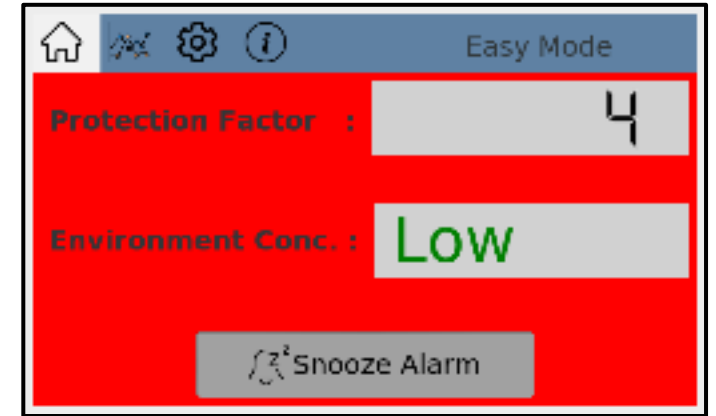 Easy Mode
Protection Factor : 4
Environment Conc. : Low
Snooze Alarm